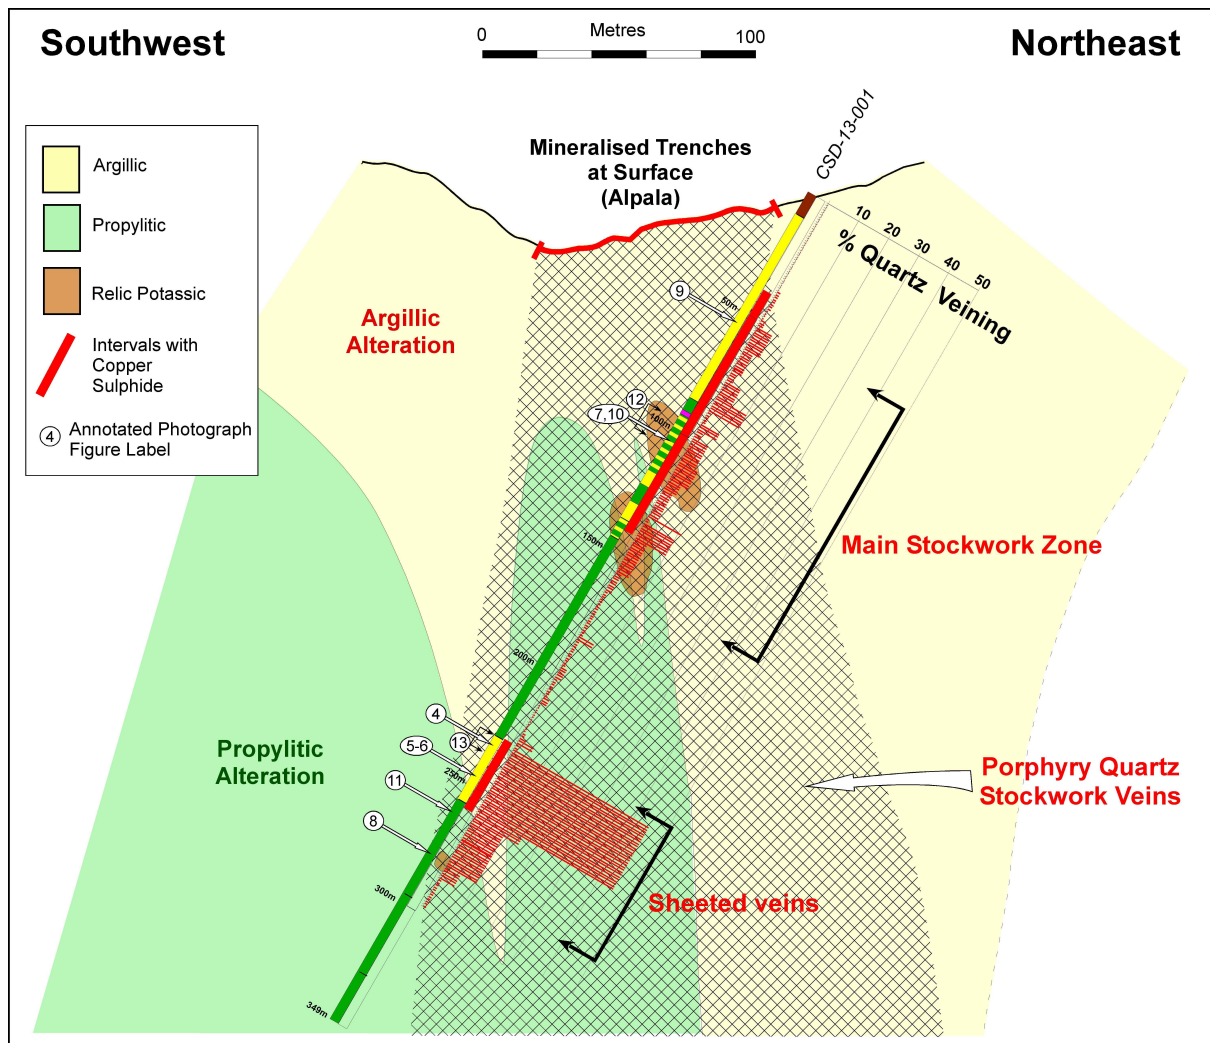 Southwest
0
Metres
100
Northeast
CSD-13-001
Mineralised Trenches
at Surface
(Alpala)
Argillic
Propylitic
Relic Potassic
Intervals with
Copper
Sulphide
4
Annotated Photograph
Figure Label
10
20
30
40
50
% Quartz Veining
9
50m
Argillic
Alteration
12
7,10
100m
Main Stockwork Zone
150m
200m
4
13
5-6
250m
11
8
Propylitic
Alteration
Porphyry Quartz
Stockwork Veins
Sheeted veins
300m
349m